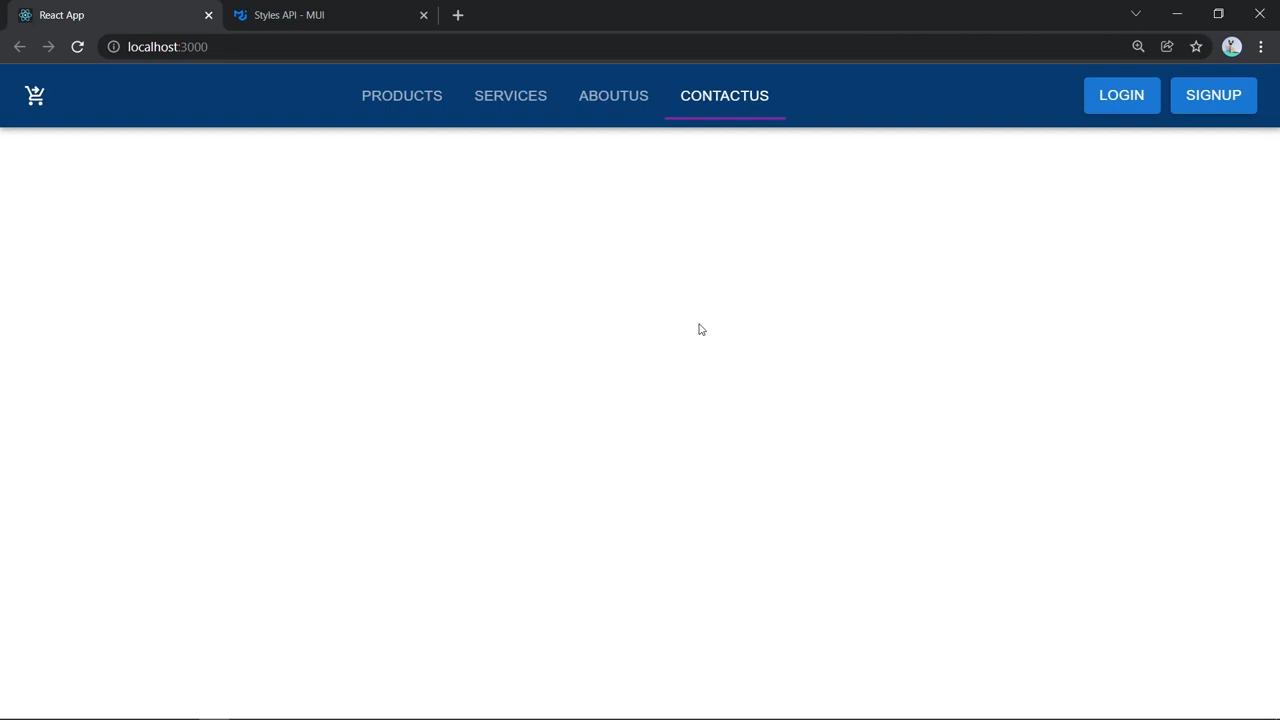 React App
Styles API - MUI
localhost:3000
PRODUCTS SERVICES ABOUTUS CONTACTUS LOGIN SIGNUP